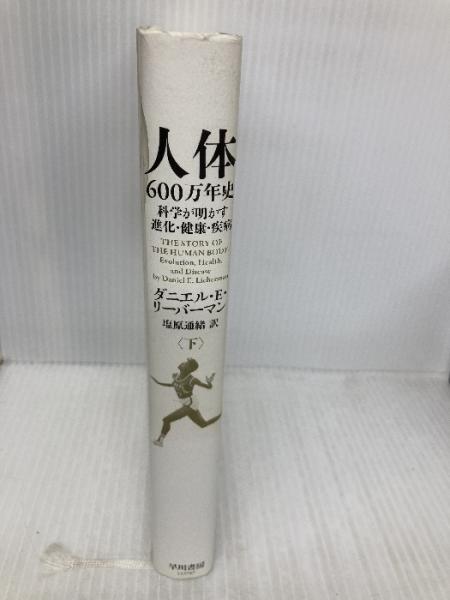 人体
600万年史
科学が明かす
進化・健康・疾病
THE STORY OF
THE HUMAN BODY
Evolution, Health,
and Disease
by Daniel E. Lieberman
ダニエル・E・
リーバーマン
塩原通緒 訳
〈下〉
早川書房